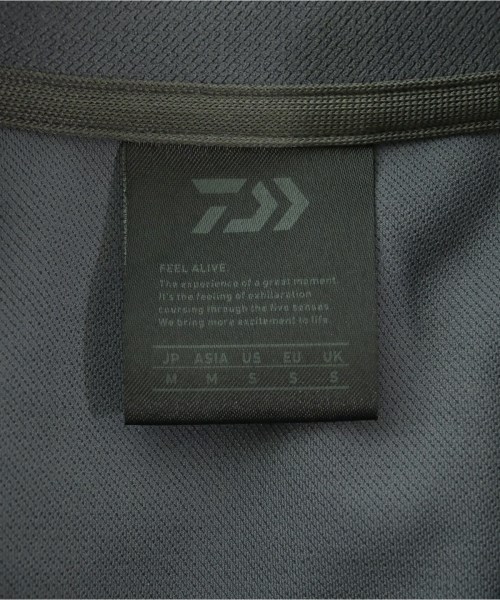 FEEL ALIVE.
The experience of a great moment.
It's the feeling of exhilaration
coursing through the five senses.
We bring more excitement to life.
JP ASIA US EU UK
M M S S S